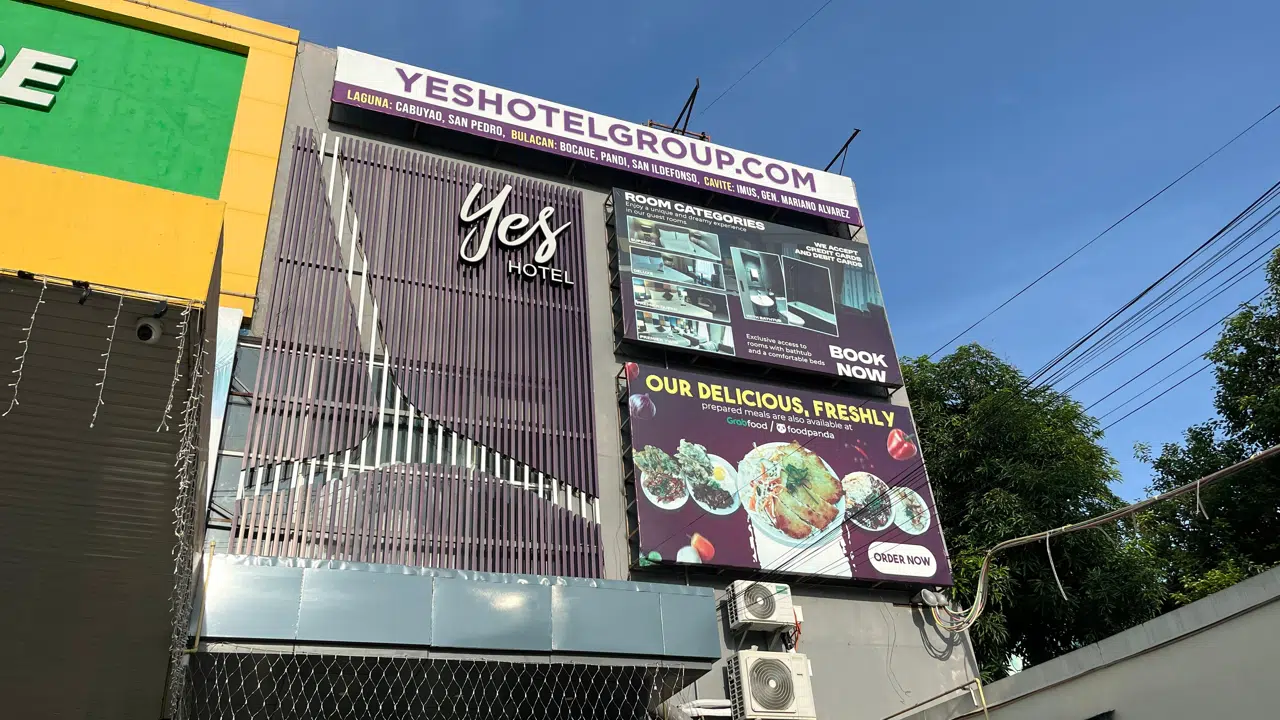 RE
YESHOTELGROUP.COM
LAGUNA: CABUYAO, SAN PEDRO, BULACAN: BOCAUE, PANDI, SAN ILDEFONSO, CAVITE: IMUS, GEN. MARIANO ALVAREZ
Yes
HOTEL
ROOM CATEGORIES
Enjoy a unique and dreamy experience
in our guest rooms
WE ACCEPT
CREDIT CARDS
AND DEBIT CARDS
SUPERIOR
DELUXE
Exclusive access to
rooms with bathtub
and a comfortable beds
BOOK
NOW
OUR DELICIOUS, FRESHLY
prepared meals are also available at
Grabfood / foodpanda
ORDER NOW